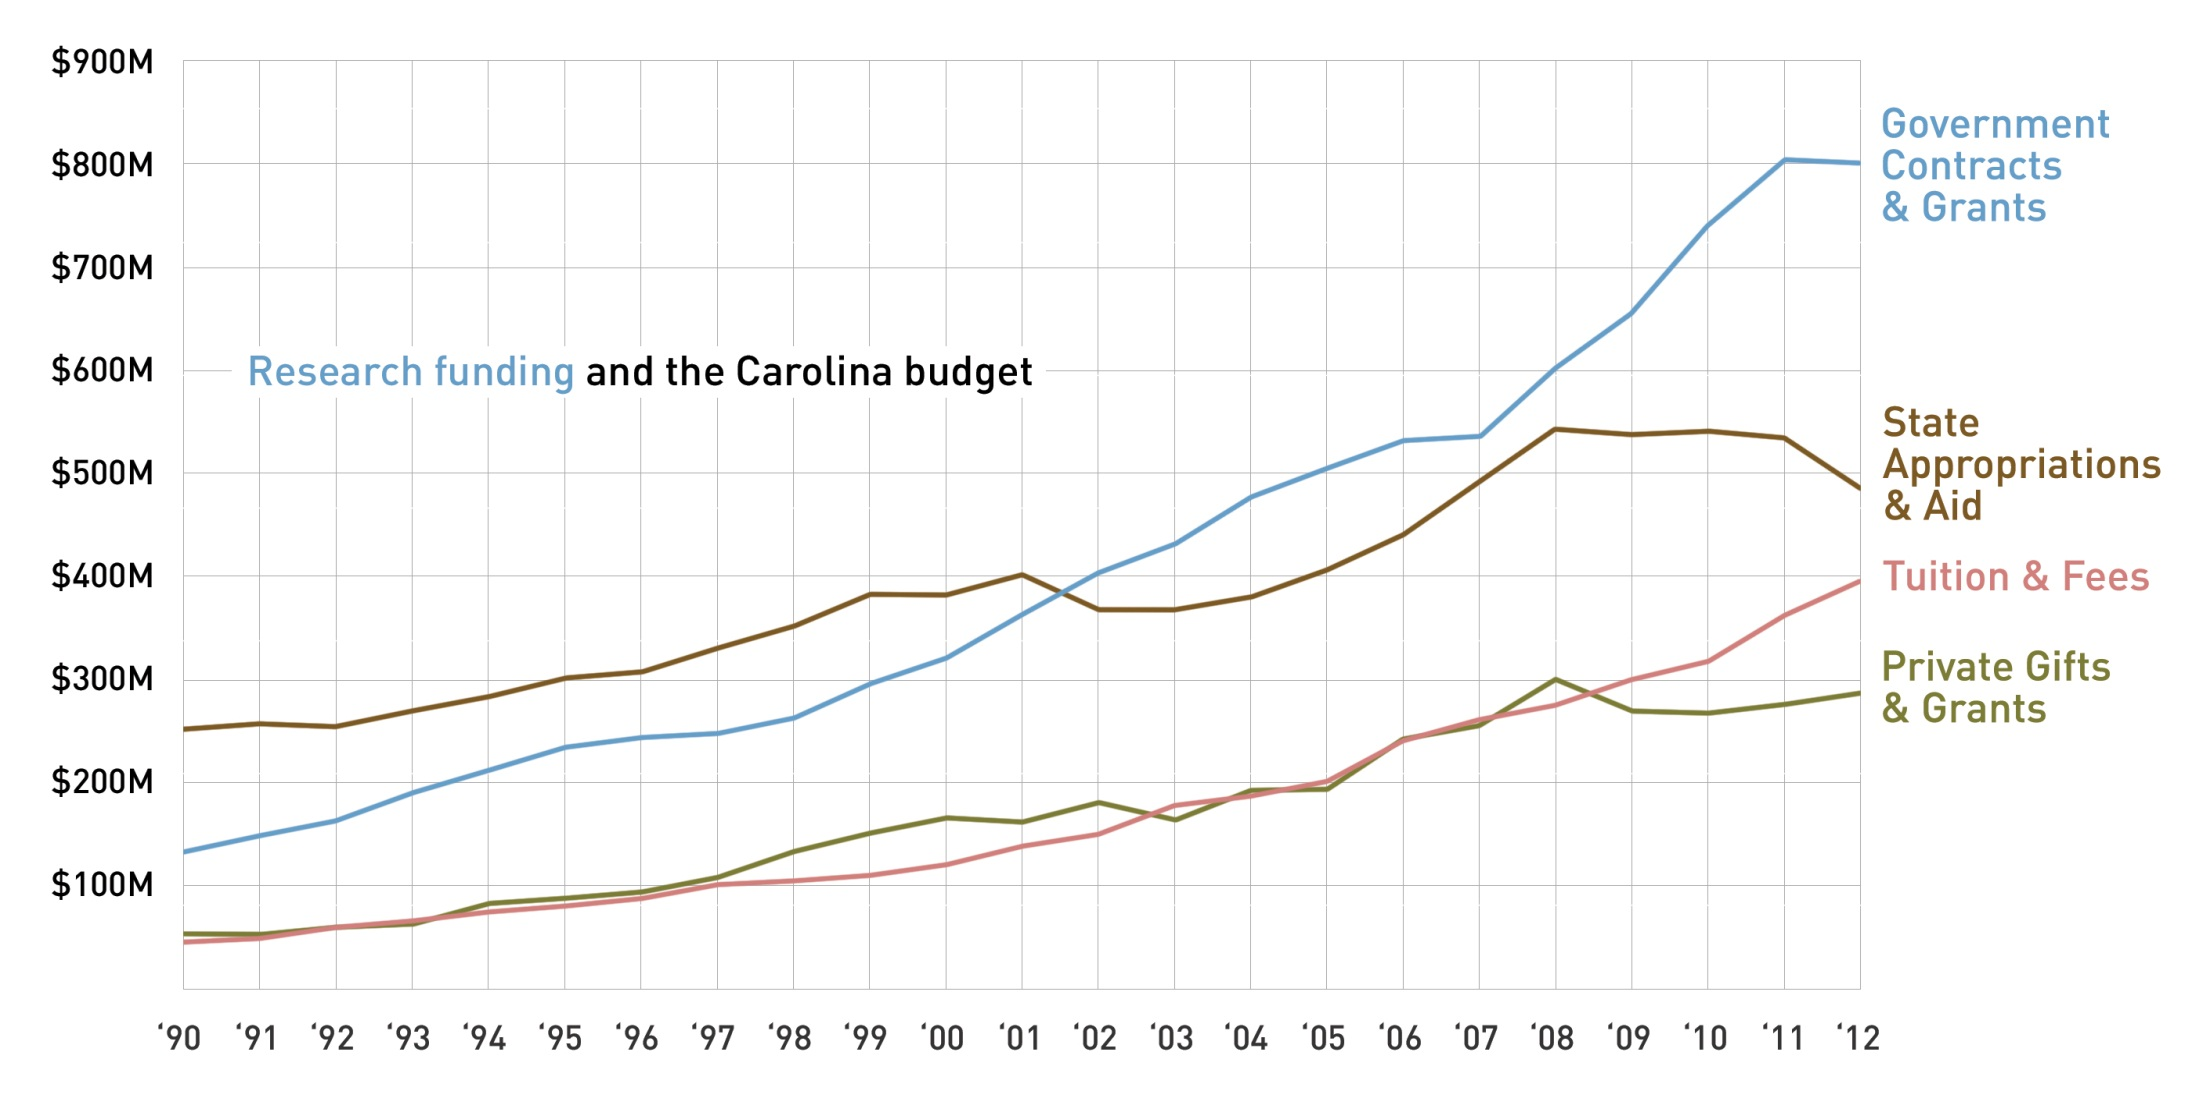 $900M
$800M
$700M
$600M
$500M
$400M
$300M
$200M
$100M
Research funding and the Carolina budget
Government
Contracts
& Grants
State
Appropriations
& Aid
Tuition & Fees
Private Gifts
& Grants
‘90 ‘91 ‘92 ‘93 ‘94 ‘95 ‘96 ‘97 ‘98 ‘99 ‘00 ‘01 ‘02 ‘03 ‘04 ‘05 ‘06 ‘07 ‘08 ‘09 ‘10 ‘11 ‘12